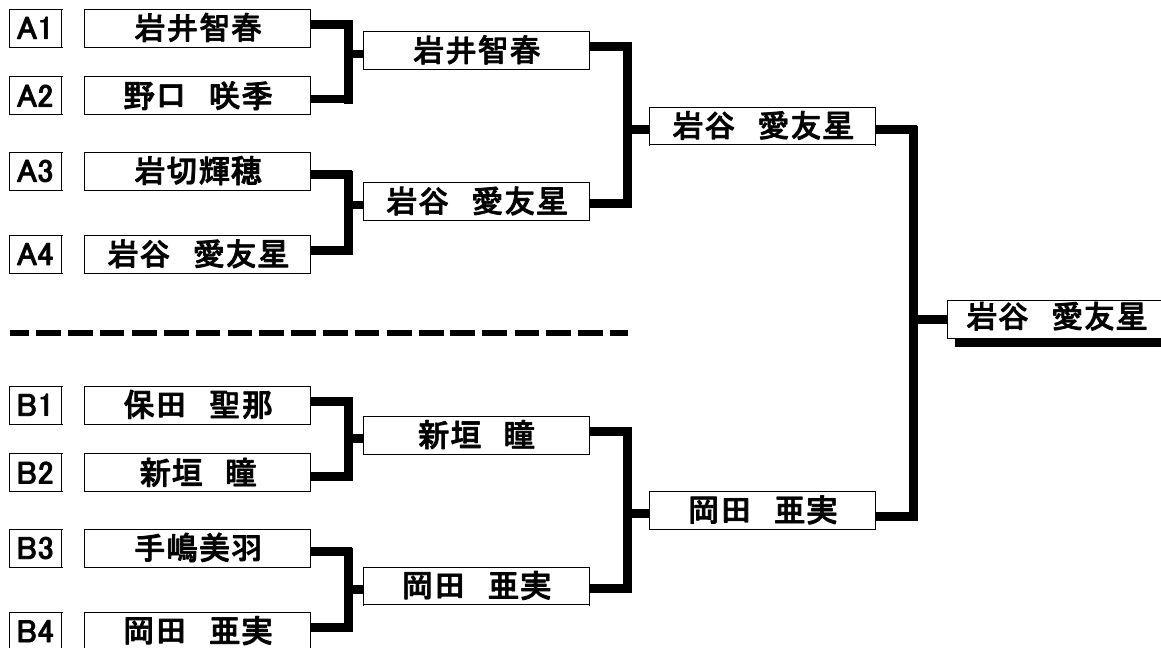 A1 岩井智春
岩井智春
A2 野口 咲季
岩谷 愛友星
A3 岩切輝穂
岩谷 愛友星
A4 岩谷 愛友星
岩谷 愛友星
B1 保田 聖那
新垣 瞳
B2 新垣 瞳
岡田 亜実
B3 手嶋美羽
岡田 亜実
B4 岡田 亜実